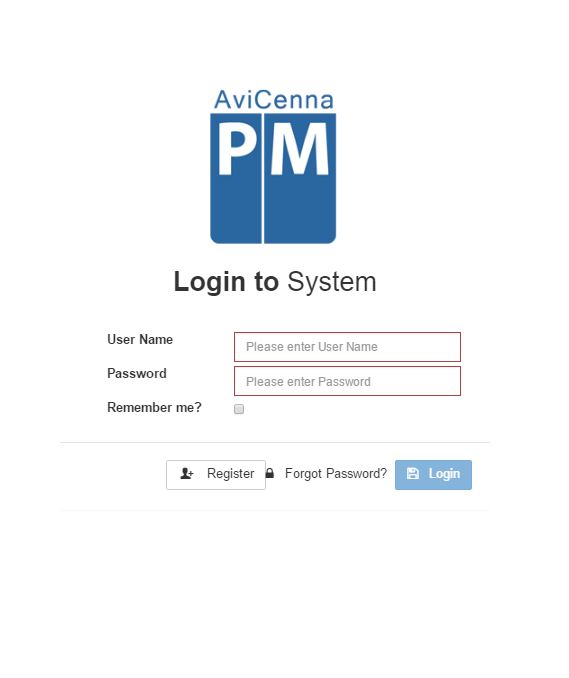 AviCenna
PM
Login to System
User Name
Please enter User Name
Password
Please enter Password
Remember me?
Register Forgot Password? Login